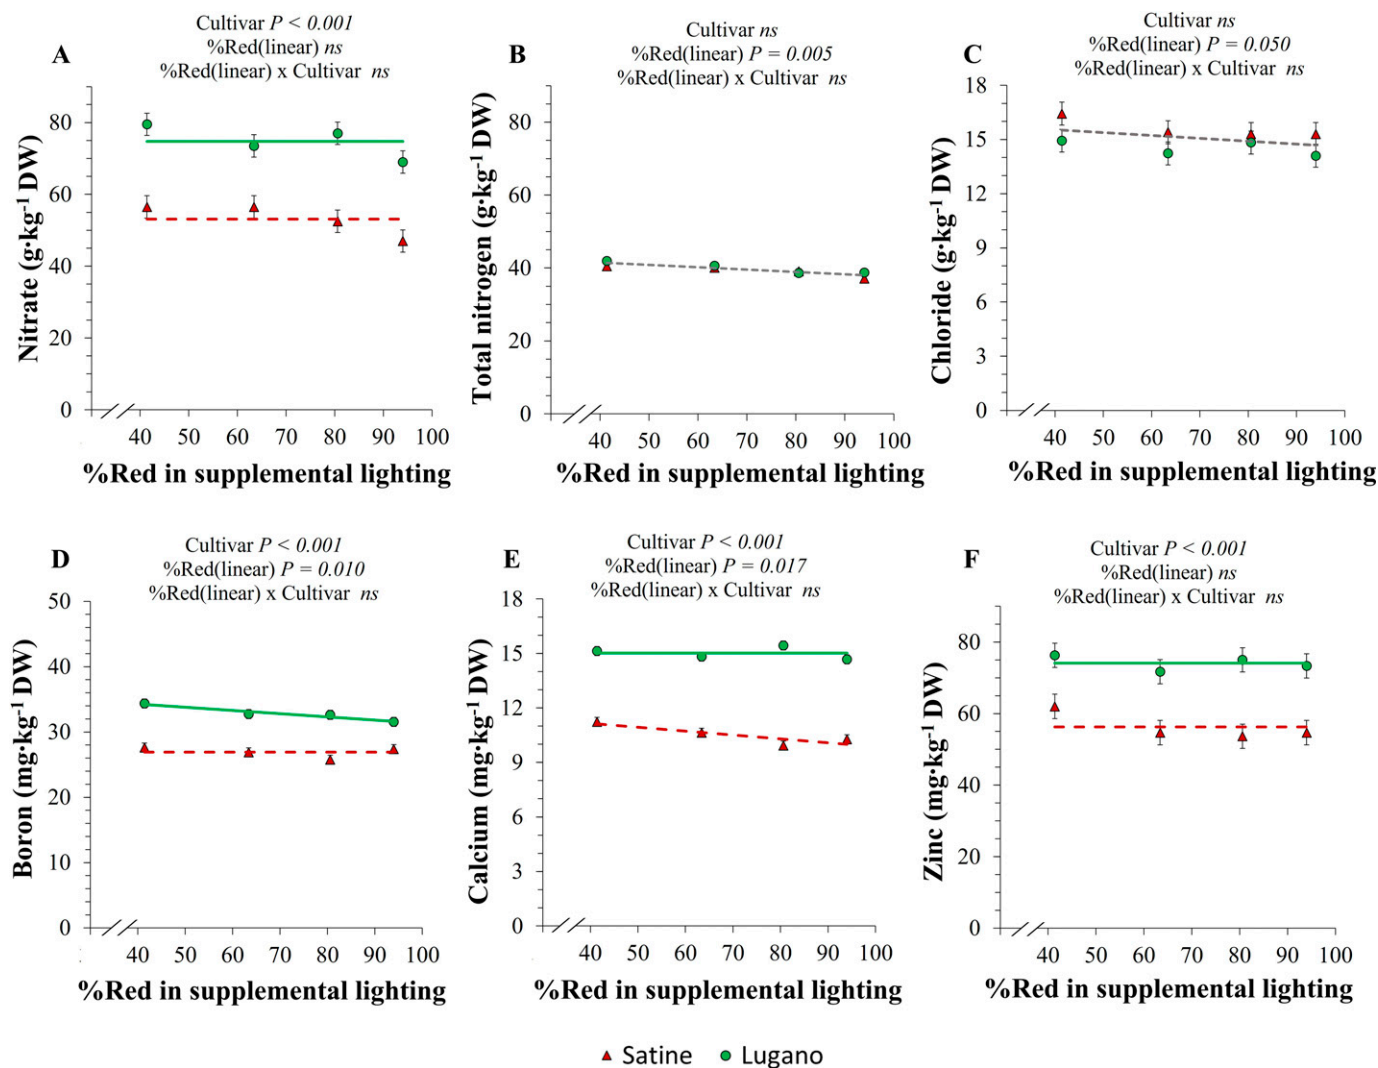 A
Cultivar P < 0.001
%Red(linear) ns
%Red(linear) x Cultivar ns
Nitrate (g·kg⁻¹ DW)
100
80
60
40
20
0
40 50 60 70 80 90 100
%Red in supplemental lighting
B
Cultivar ns
%Red(linear) P = 0.005
%Red(linear) x Cultivar ns
Total nitrogen (g·kg⁻¹ DW)
100
80
60
40
20
0
40 50 60 70 80 90 100
%Red in supplemental lighting
C
Cultivar ns
%Red(linear) P = 0.050
%Red(linear) x Cultivar ns
Chloride (g·kg⁻¹ DW)
18
15
12
9
6
3
0
40 50 60 70 80 90 100
%Red in supplemental lighting
D
Cultivar P < 0.001
%Red(linear) P = 0.010
%Red(linear) x Cultivar ns
Boron (mg·kg⁻¹ DW)
50
40
30
20
10
0
40 50 60 70 80 90 100
%Red in supplemental lighting
E
Cultivar P < 0.001
%Red(linear) P = 0.017
%Red(linear) x Cultivar ns
Calcium (mg·kg⁻¹ DW)
18
15
12
9
6
3
0
40 50 60 70 80 90 100
%Red in supplemental lighting
F
Cultivar P < 0.001
%Red(linear) ns
%Red(linear) x Cultivar ns
Zinc (mg·kg⁻¹ DW)
80
60
40
20
0
40 50 60 70 80 90 100
%Red in supplemental lighting
Satine Lugano